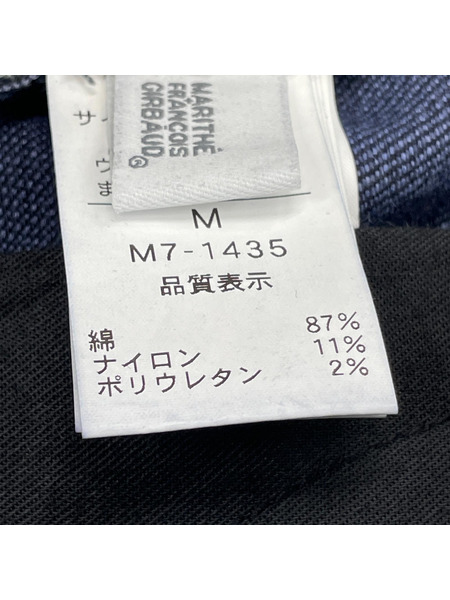 MARITHÉ
FRANÇOIS
GIRBAUD
サ
M
M7-1435
品質表示
綿 87%
ナイロン 11%
ポリウレタン 2%